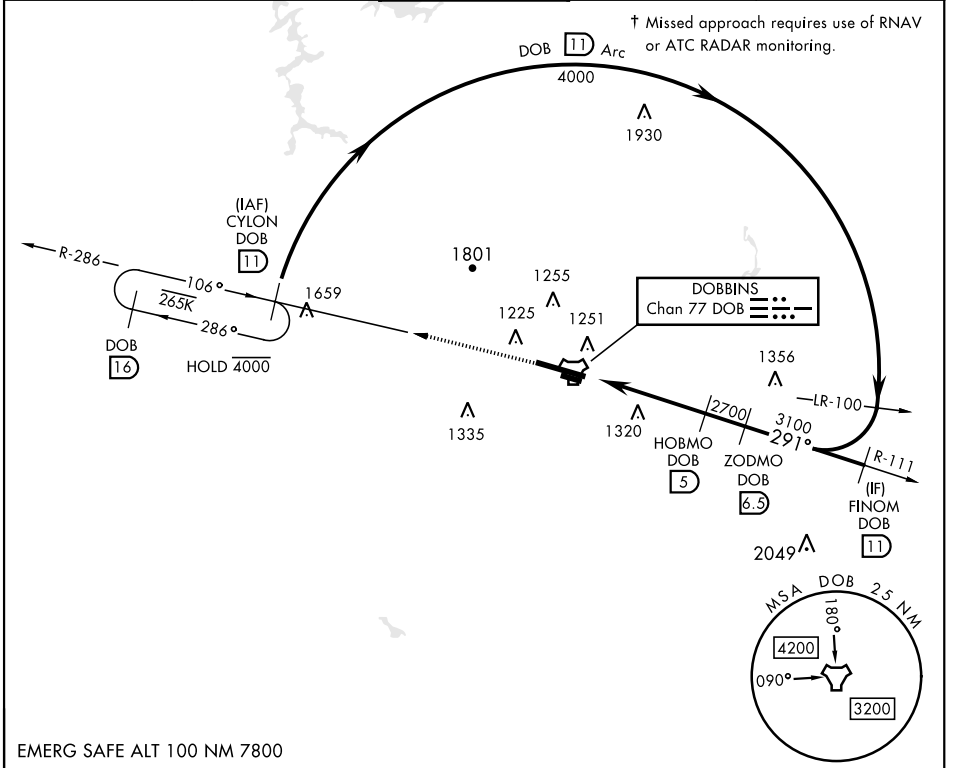 † Missed approach requires use of RNAV
or ATC RADAR monitoring.
DOB 11 Arc
4000
1930
(IAF)
CYLON
DOB
11
R-286
106°
265K
286°
1659
DOB
16
HOLD 4000
1801
1255
1225
1251
DOBBINS
Chan 77 DOB
1335
1320
1356
LR-100
2700
3100
291°
R-111
HOBMO
DOB
5
ZODMO
DOB
6.5
(IF)
FINOM
DOB
11
2049
MSA DOB 25 NM
180°
4200
090°
3200
EMERG SAFE ALT 100 NM 7800